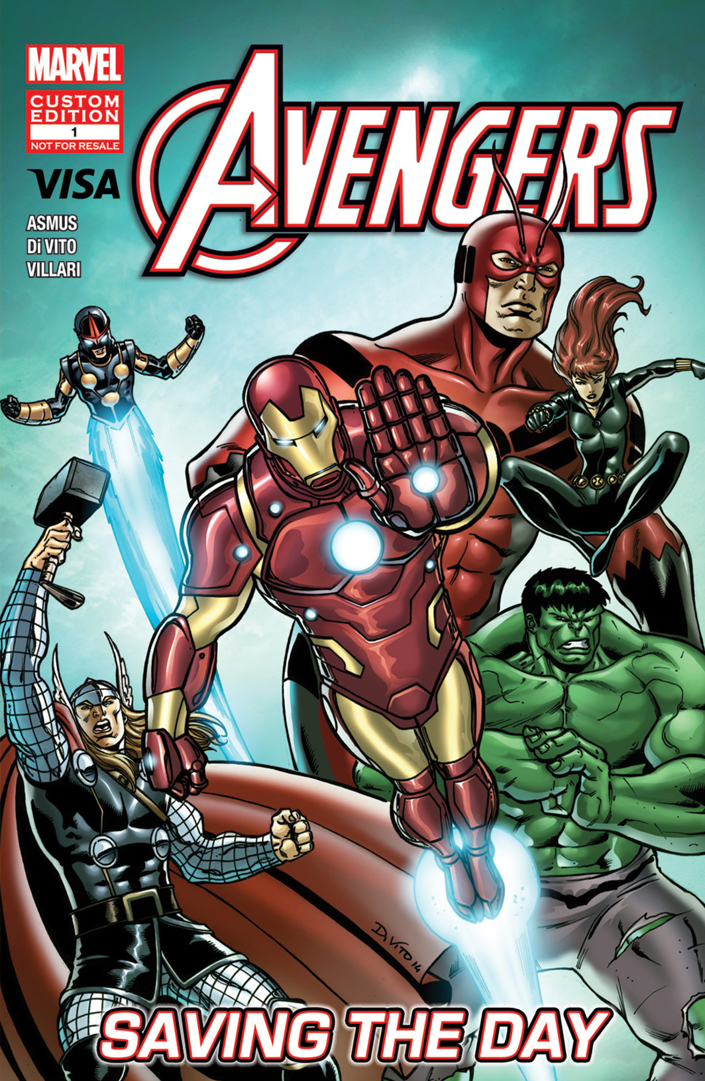 MARVEL
CUSTOM
EDITION
1
NOT FOR RESALE
VISA
AVENGERS
ASMUS
Di VITO
VILLARI
Di VITO 14
SAVING THE DAY